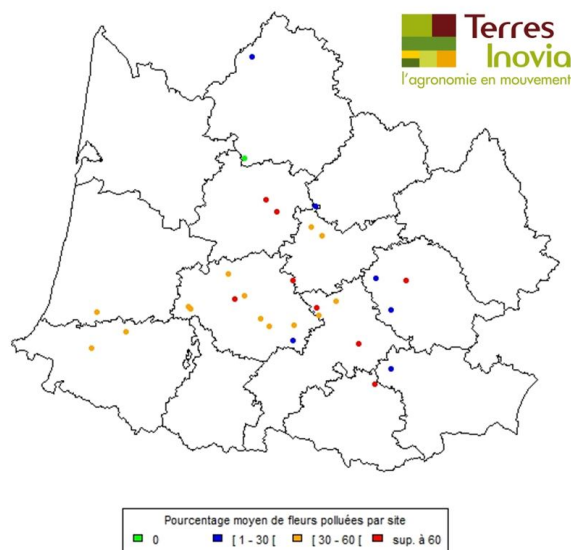 Terres
Inovia
l'agronomie en mouvement
Pourcentage moyen de fleurs polluées par site
0 [ 1 - 30 [ [ 30 - 60 [ sup. à 60